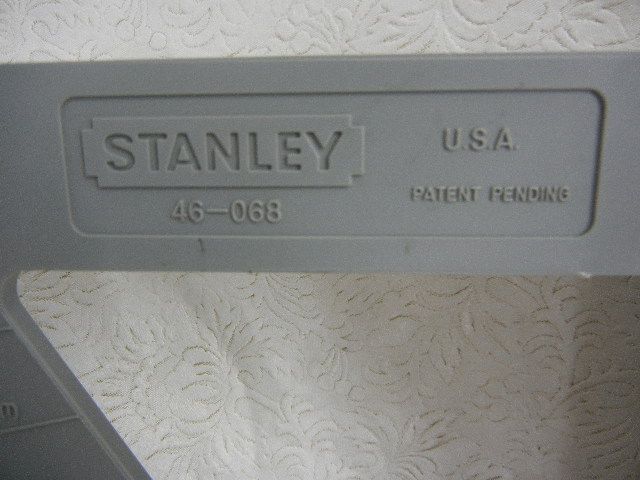 STANLEY
46-068
U.S.A.
PATENT PENDING